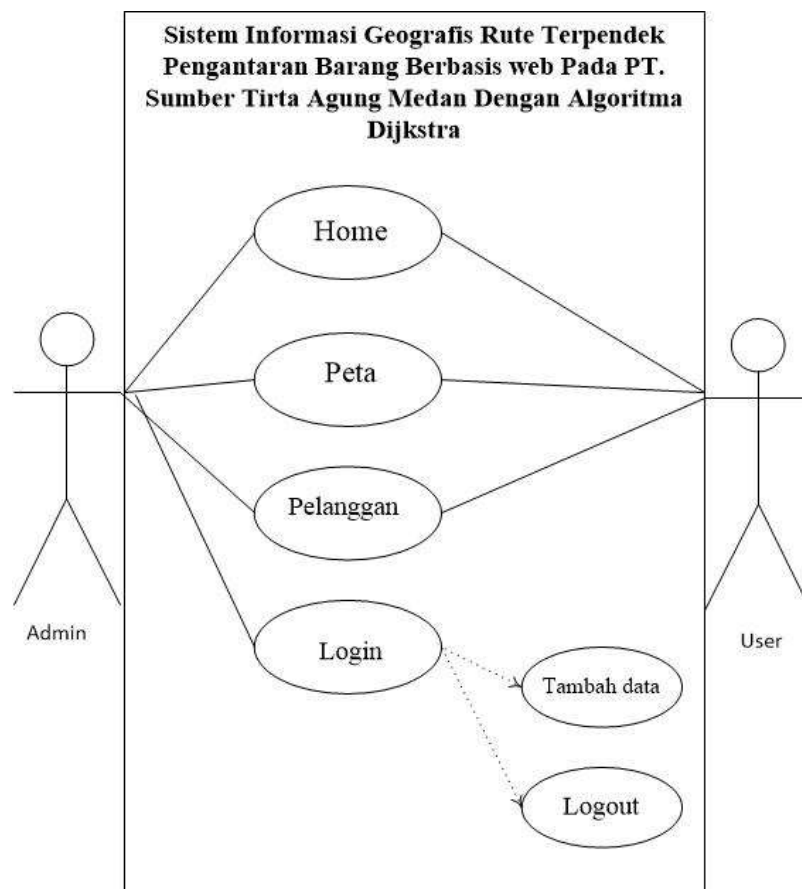 Sistem Informasi Geografis Rute Terpendek
Pengantaran Barang Berbasis web Pada PT.
Sumber Tirta Agung Medan Dengan Algoritma
Dijkstra
Home
Peta
Pelanggan
Login
Tambah data
Logout
Admin
User